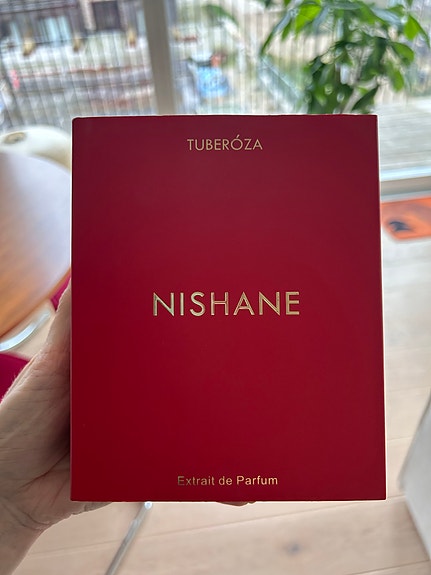 TUBERÓZA
NISHANE
Extrait de Parfum